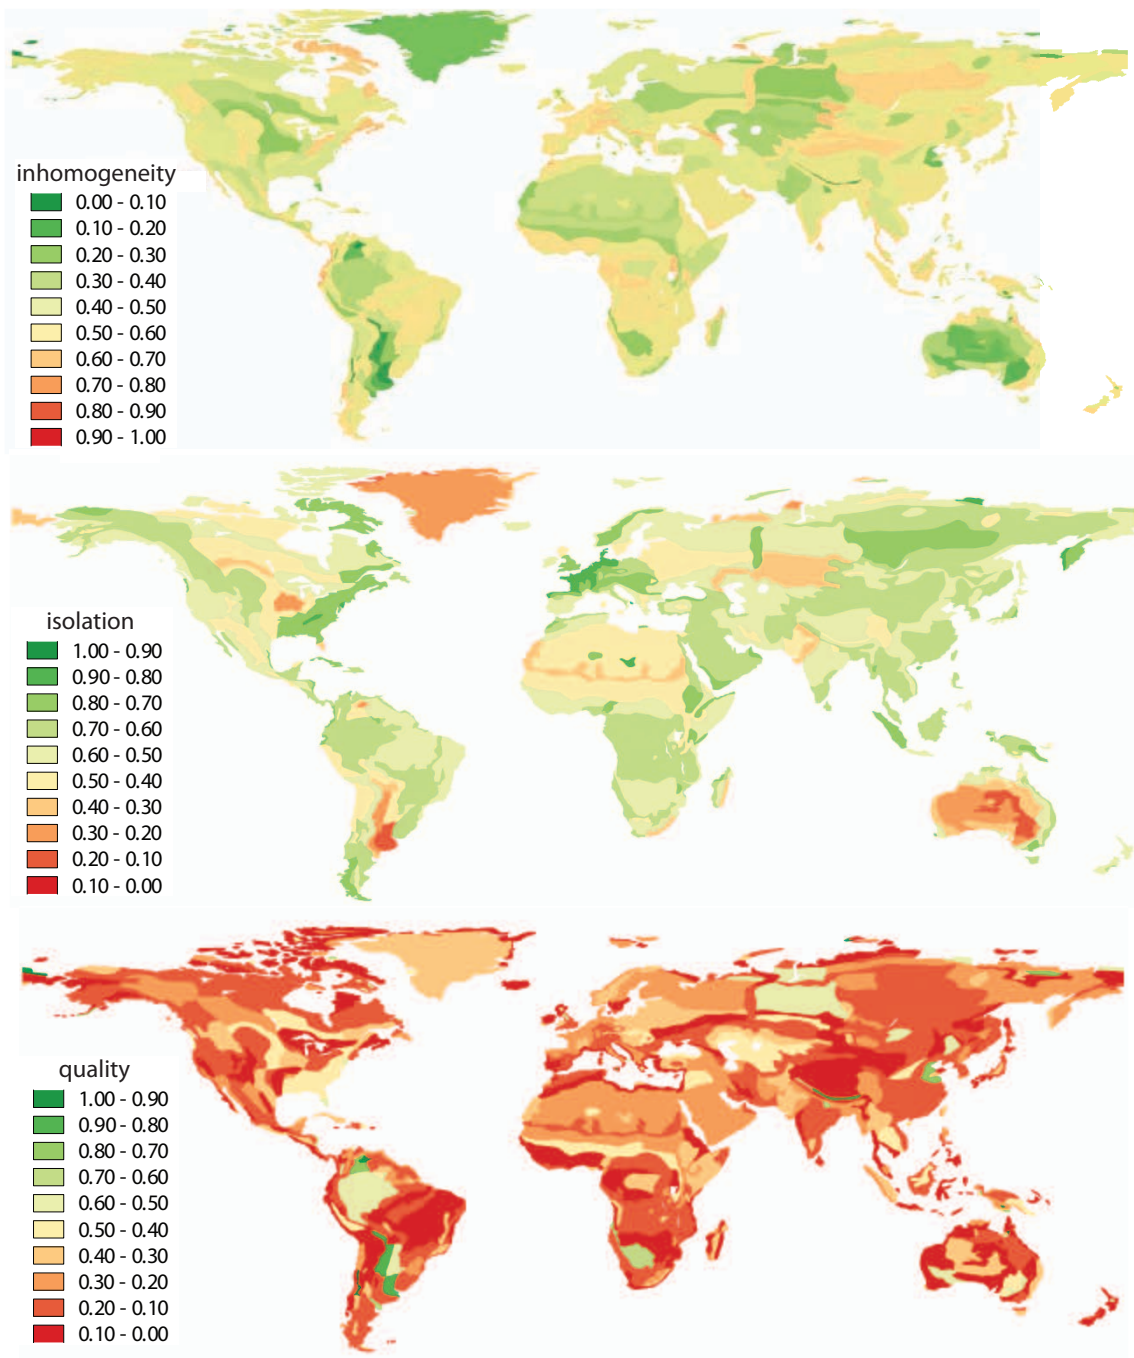 inhomogeneity
0.00 - 0.10
0.10 - 0.20
0.20 - 0.30
0.30 - 0.40
0.40 - 0.50
0.50 - 0.60
0.60 - 0.70
0.70 - 0.80
0.80 - 0.90
0.90 - 1.00
isolation
1.00 - 0.90
0.90 - 0.80
0.80 - 0.70
0.70 - 0.60
0.60 - 0.50
0.50 - 0.40
0.40 - 0.30
0.30 - 0.20
0.20 - 0.10
0.10 - 0.00
quality
1.00 - 0.90
0.90 - 0.80
0.80 - 0.70
0.70 - 0.60
0.60 - 0.50
0.50 - 0.40
0.40 - 0.30
0.30 - 0.20
0.20 - 0.10
0.10 - 0.00